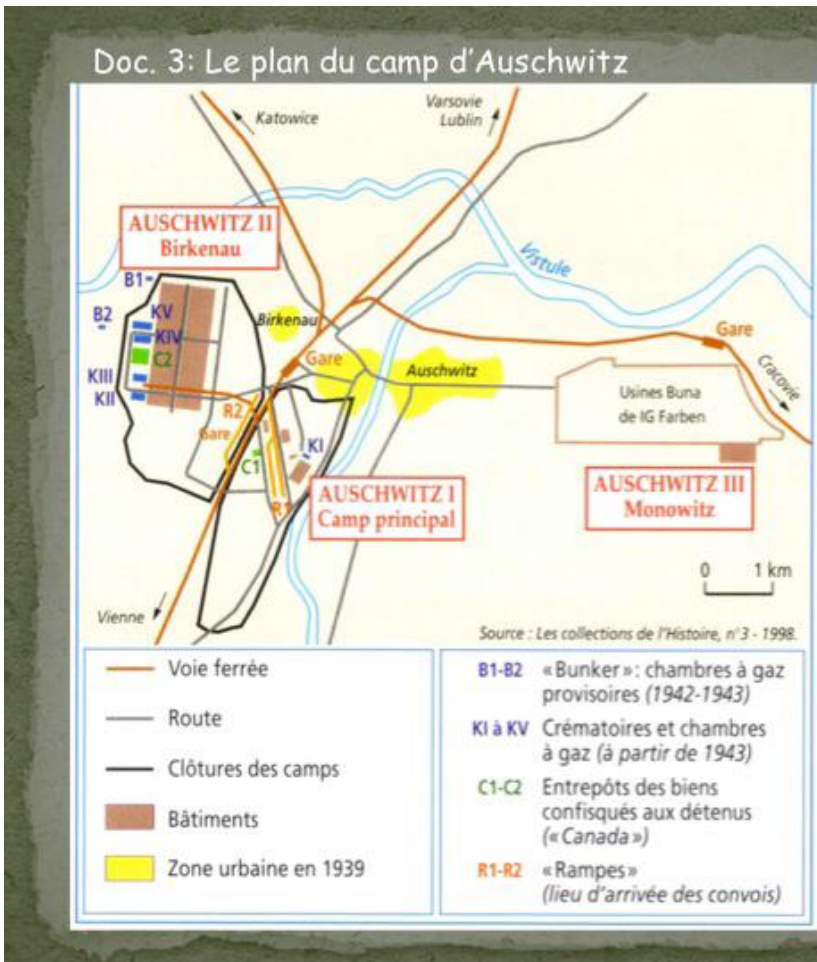 Doc. 3: Le plan du camp d'Auschwitz
Katowice
Varsovie
Lublin
AUSCHWITZ II
Birkenau
Vistule
B1
B2
KV
KIV
C2
KIII
KII
Birkenau
Gare
Auschwitz
Gare
Cracovie
Usines Buna
de IG Farben
R2
Gare
C1
KI
R1
AUSCHWITZ I
Camp principal
AUSCHWITZ III
Monowitz
0 1 km
Vienne
Source : Les collections de l'Histoire, n°3 - 1998.
Voie ferrée
Route
Clôtures des camps
Bâtiments
Zone urbaine en 1939
B1-B2 «Bunker» : chambres à gaz
provisoires (1942-1943)
KI à KV Crématoires et chambres
à gaz (à partir de 1943)
C1-C2 Entrepôts des biens
confisqués aux détenus
(«Canada»)
R1-R2 «Rampes»
(lieu d'arrivée des convois)